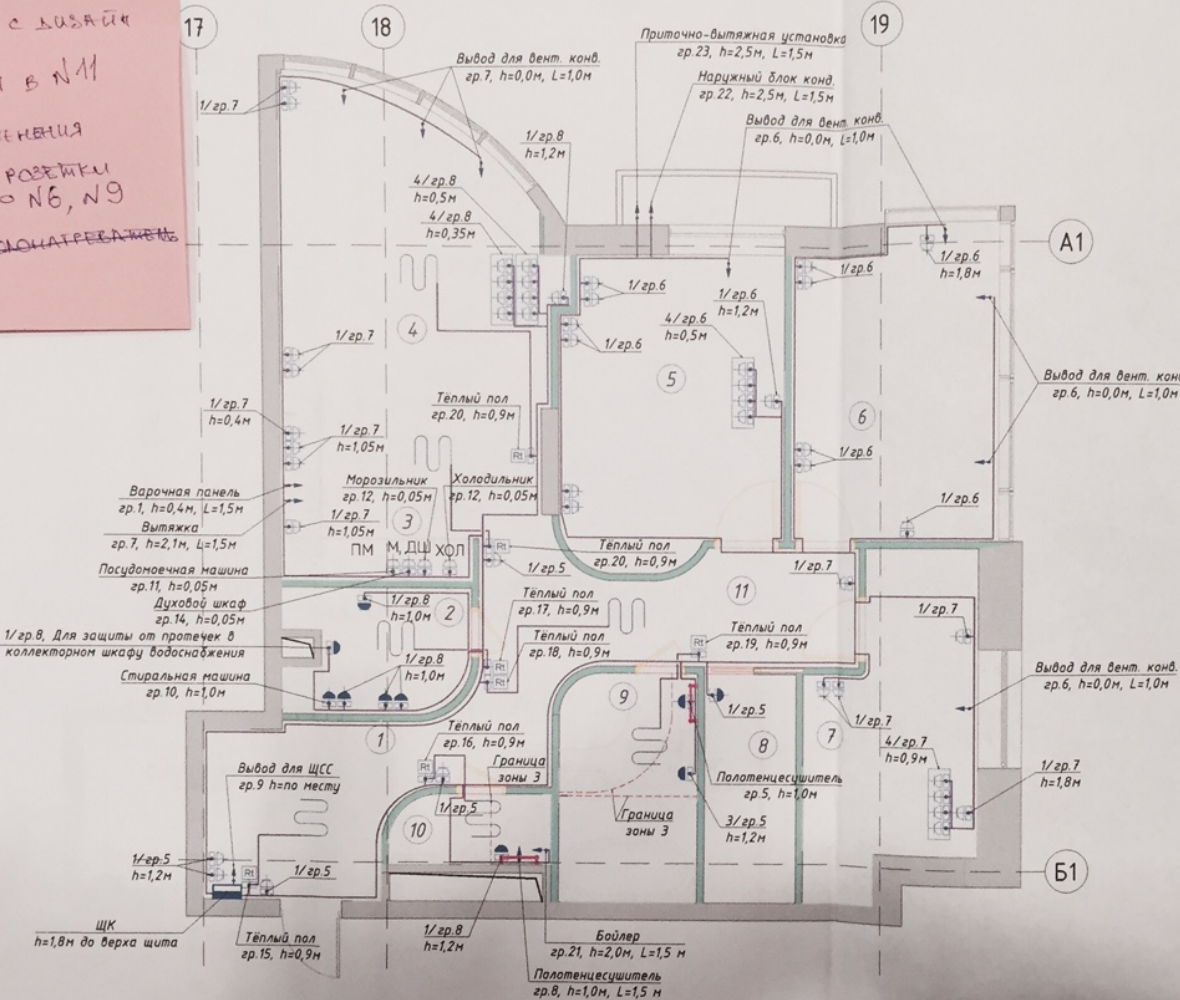 С ДИЗАЙН
В N11
РОЗЕТКИ
N6, N9
17
18
19
А1
Б1
Вывод для вент. конв.
гр.7, h=0,0м, L=1,0м
Приточно-вытяжная установка
гр.23, h=2,5м, L=1,5м
Наружный блок конд.
гр.22, h=2,5м, L=1,5м
Вывод для вент. конв.
гр.6, h=0,0м, L=1,0м
1/гр.7
1/гр.8
h=1,2м
4/гр.8
h=0,5м
4/гр.8
h=0,35м
1/гр.6
h=1,8м
1/гр.6
1/гр.6
1/гр.6
h=1,2м
4/гр.6
h=0,5м
1/гр.6
4
5
6
1/гр.7
Вывод для вент. конв
гр.6, h=0,0м, L=1,0м
Тёплый пол
гр.20, h=0,9м
1/гр.7
h=0,4м
1/гр.7
h=1,05м
1/гр.6
Варочная панель
гр.1, h=0,4м, L=1,5м
Вытяжка
гр.7, h=2,1м, L=1,5м
Морозильник
гр.12, h=0,05м
Холодильник
гр.12, h=0,05м
3
1/гр.7
h=1,05м
ПМ М, ДШ ХОЛ
1/гр.6
Rt
Rt
Тёплый пол
гр.20, h=0,9м
1/гр.5
Посудомоечная машина
гр.11, h=0,05м
Духовой шкаф
гр.14, h=0,05м
1/гр.7
11
1/гр.8
h=1,0м
2
Тёплый пол
гр.17, h=0,9м
Тёплый пол
гр.18, h=0,9м
Rt
Rt
Тёплый пол
гр.19, h=0,9м
Rt
1/гр.7
1/гр.8, Для защиты от протечек в
коллекторном шкафу водоснабжения
1/гр.8
h=1,0м
Стиральная машина
гр.10, h=1,0м
Вывод для вент. конв.
гр.6, h=0,0м, L=1,0м
9
1/гр.5
8
1/гр.7
7
4/гр.7
h=0,9м
1
Тёплый пол
гр.16, h=0,9м
Rt
Граница
зоны 3
1/гр.5
Вывод для ЩСС
гр.9 h=по месту
Полотенцесушитель
гр.5, h=1,0м
1/гр.7
h=1,8м
Граница
зоны 3
3/гр.5
h=1,2м
10
1/гр.5
h=1,2м
Rt
1/гр.5
ЩК
h=1,8м до верха щита
Тёплый пол
гр.15, h=0,9м
1/гр.8
h=1,2м
Бойлер
гр.21, h=2,0м, L=1,5 м
Полотенцесушитель
гр.8, h=1,0м, L=1,5 м